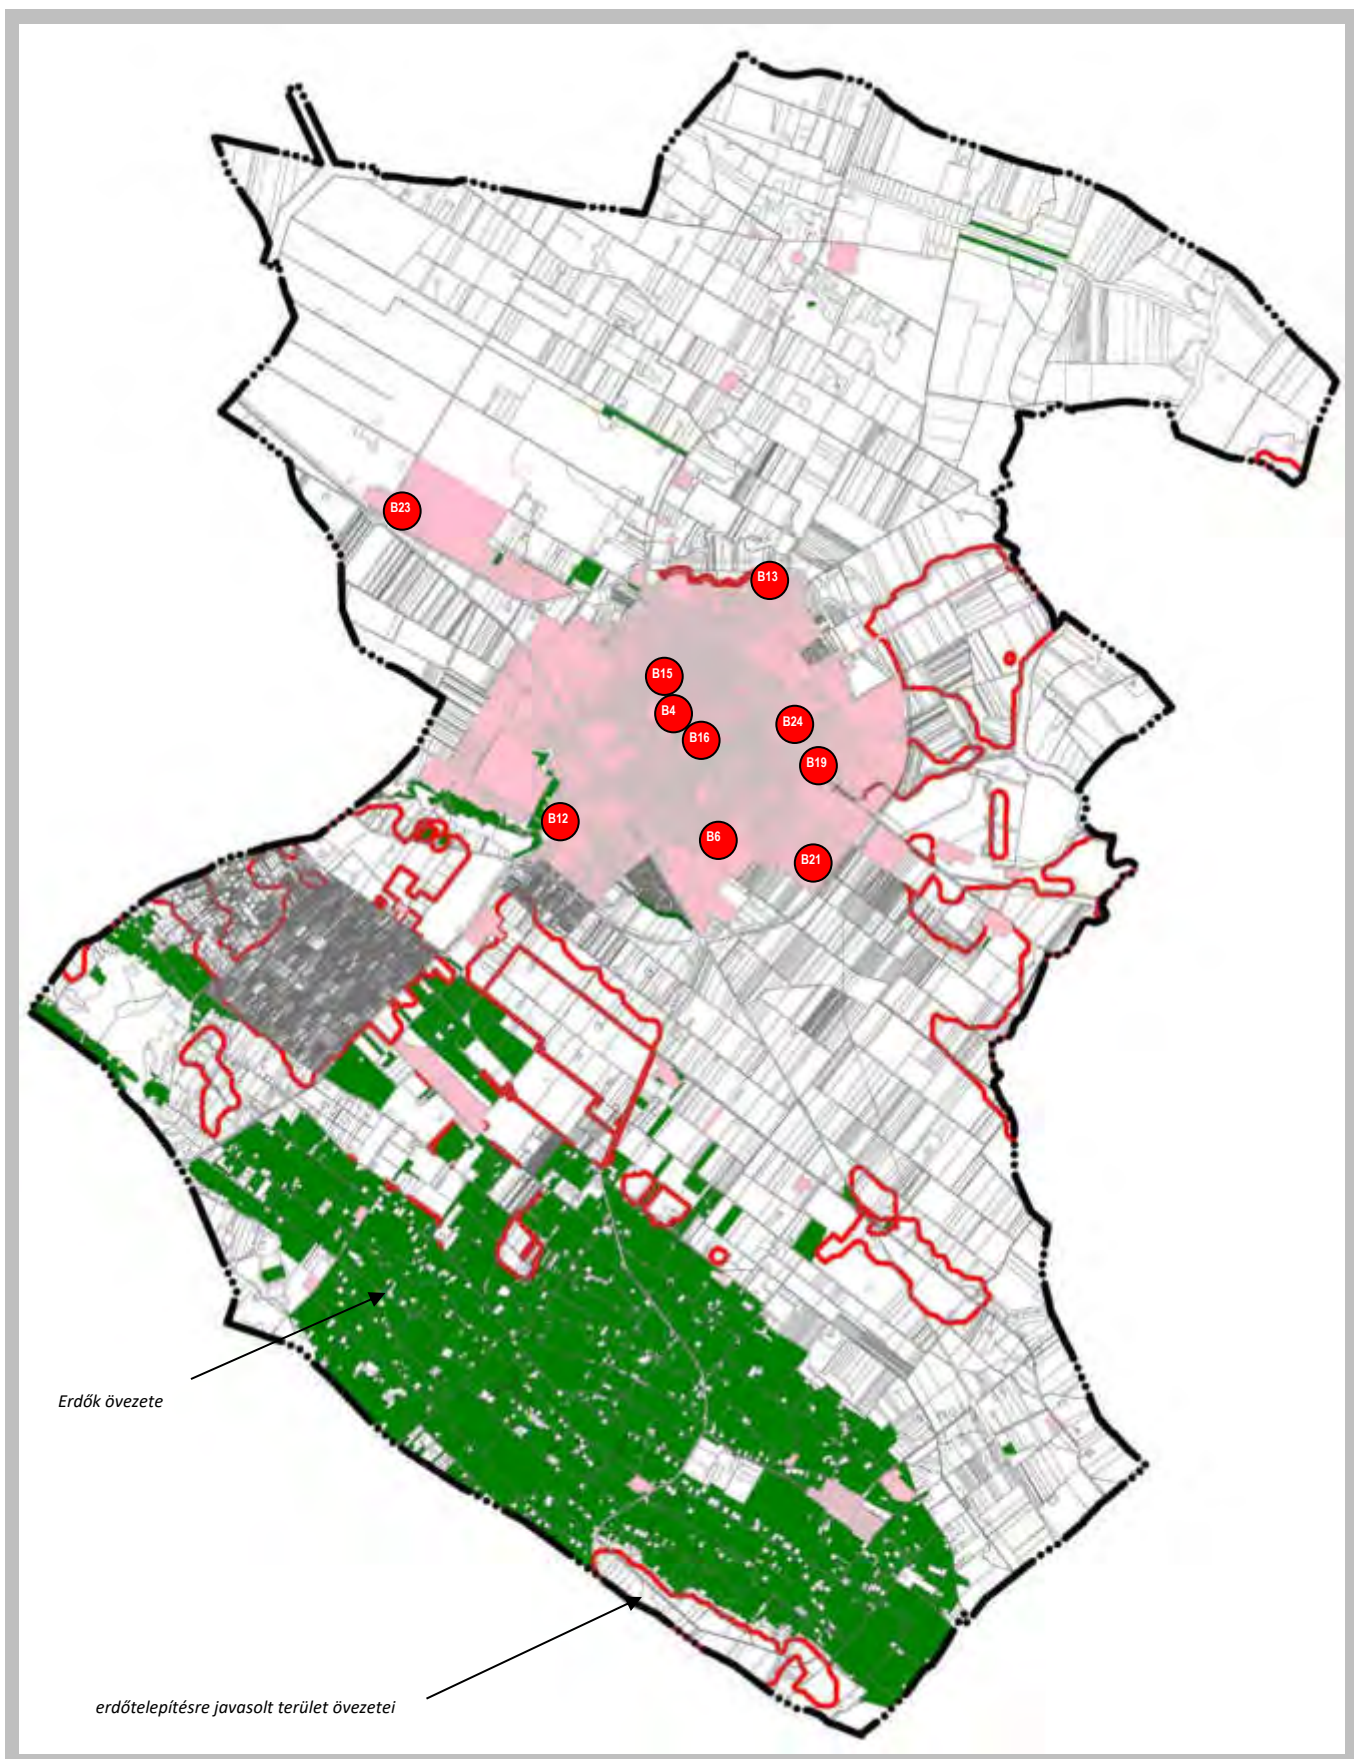 B23
B13
B15
B4
B16
B24
B19
B12
B6
B21
Erdők övezete
erdőtelepítésre javasolt terület övezetei